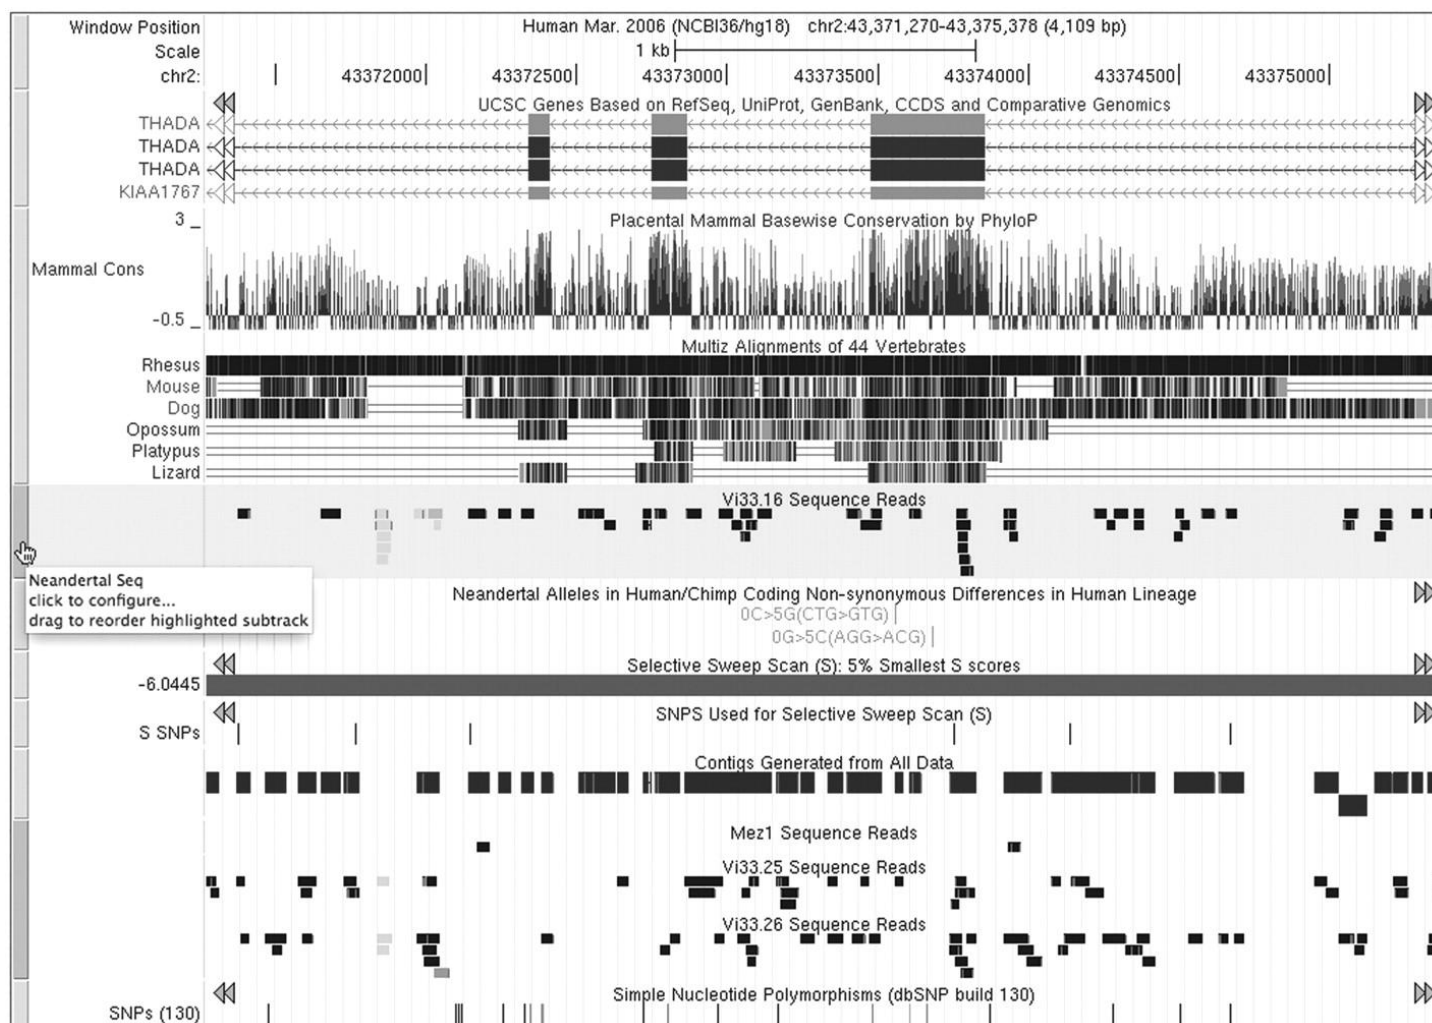 Window Position Human Mar. 2006 (NCBI36/hg18) chr2:43,371,270-43,375,378 (4,109 bp)
Scale 1 kb
chr2: 43372000 43372500 43373000 43373500 43374000 43374500 43375000
UCSC Genes Based on RefSeq, UniProt, GenBank, CCDS and Comparative Genomics
THADA
THADA
THADA
KIAA1767
3 Placental Mammal Basewise Conservation by PhyloP
Mammal Cons
-0.5
Multiz Alignments of 44 Vertebrates
Rhesus
Mouse
Dog
Opossum
Platypus
Lizard
Vi33.16 Sequence Reads
Neandertal Seq
click to configure...
drag to reorder highlighted subtrack
Neandertal Alleles in Human/Chimp Coding Non-synonymous Differences in Human Lineage
0C>5G(CTG>GTG)
0G>5C(AGG>ACG)
Selective Sweep Scan (S): 5% Smallest S scores
-6.0445
SNPS Used for Selective Sweep Scan (S)
S SNPs
Contigs Generated from All Data
Mez1 Sequence Reads
Vi33.25 Sequence Reads
Vi33.26 Sequence Reads
Simple Nucleotide Polymorphisms (dbSNP build 130)
SNPs (130)